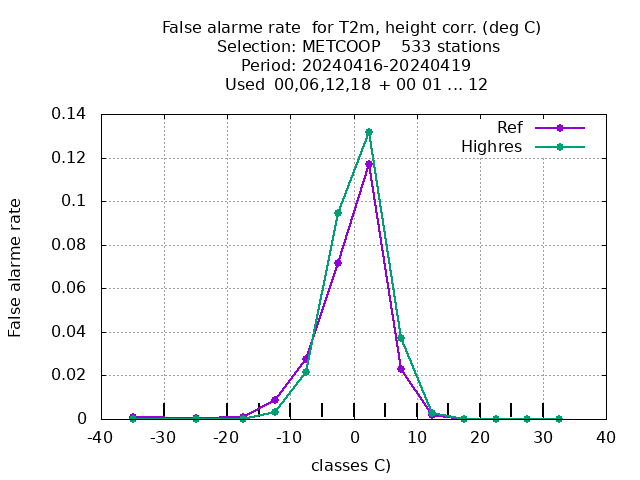 False alarme rate  for T2m, height corr. (deg C)
Selection: METCOOP    533 stations
Period: 20240416-20240419
Used  00,06,12,18 + 00 01 ... 12
Ref
Highres
False alarme rate
0.14
0.12
0.1
0.08
0.06
0.04
0.02
0
-40 -30 -20 -10 0 10 20 30 40
classes C)